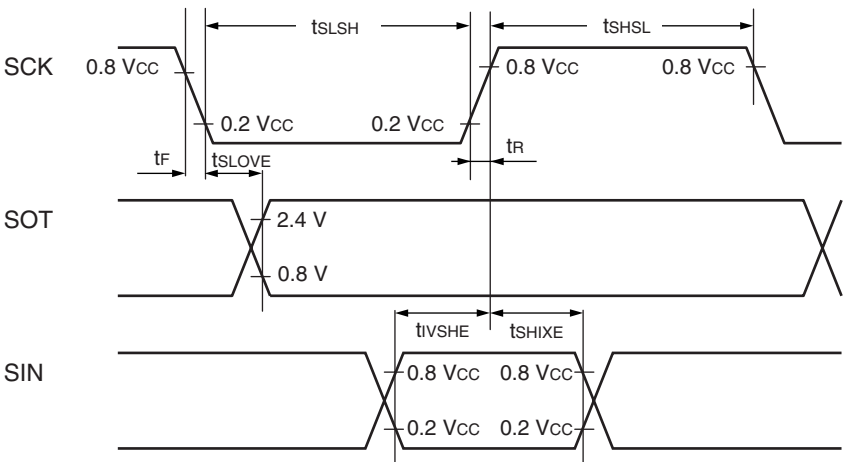 tSLSH tSHSL
SCK 0.8 VCC 0.8 VCC 0.8 VCC
0.2 VCC 0.2 VCC
tF tSLOVE tR
SOT 2.4 V
0.8 V
tIVSHE tSHIXE
SIN 0.8 VCC 0.8 VCC
0.2 VCC 0.2 VCC